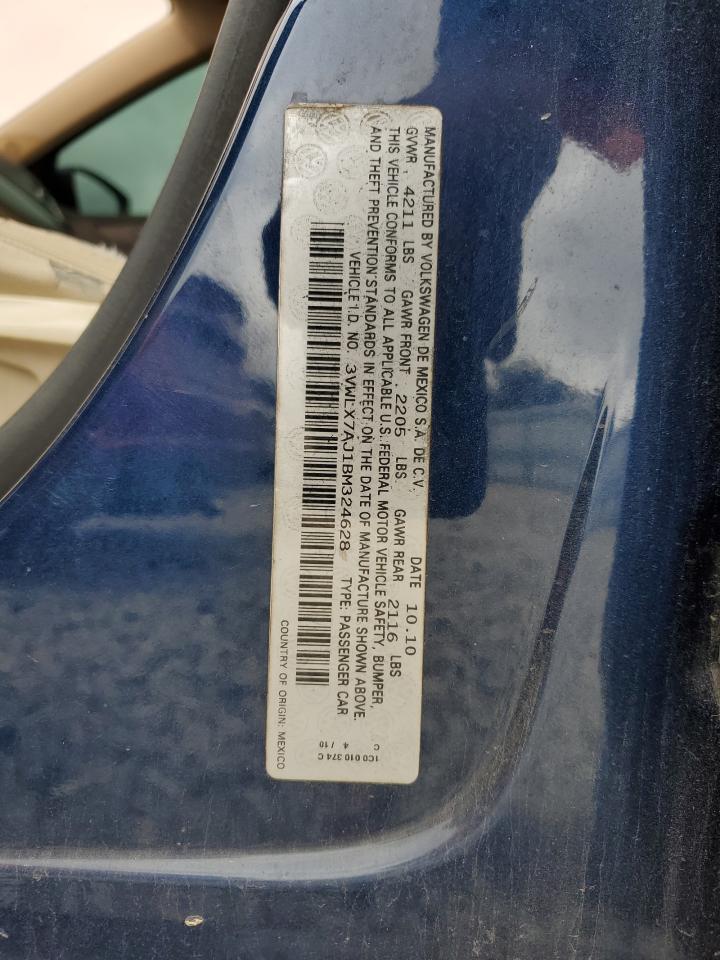 MANUFACTURED BY VOLKSWAGEN DE MEXICO S.A. DE C.V. DATE 10.10
GVWR . 4211 LBS GAWR FRONT . 2205 LBS GAWR REAR 2116 LBS
THIS VEHICLE CONFORMS TO ALL APPLICABLE U.S. FEDERAL MOTOR VEHICLE SAFETY, BUMPER,
AND THEFT PREVENTION STANDARDS IN EFFECT ON THE DATE OF MANUFACTURE SHOWN ABOVE.
VEHICLE I.D. NO. 3VWLX7AJ1BM324628 TYPE: PASSENGER CAR
COUNTRY OF ORIGIN: MEXICO
1C0 010 374 C
4 /10 C